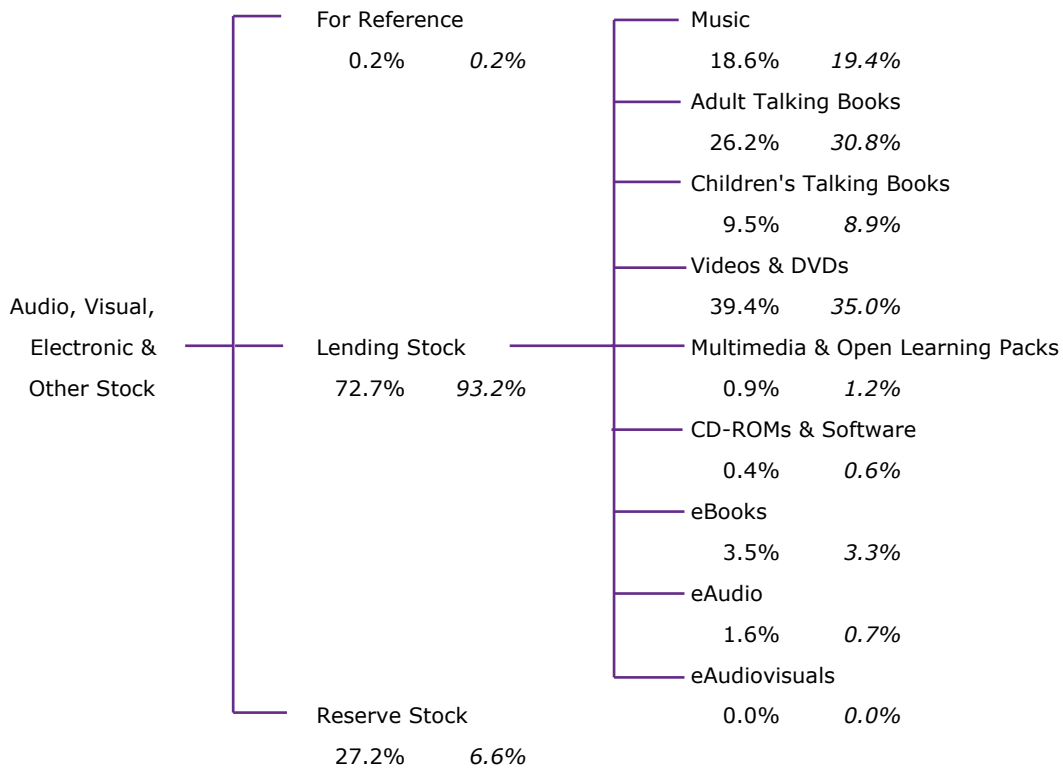 Audio, Visual,
Electronic &
Other Stock
For Reference
0.2% 0.2%
Lending Stock
72.7% 93.2%
Reserve Stock
27.2% 6.6%
Music
18.6% 19.4%
Adult Talking Books
26.2% 30.8%
Children's Talking Books
9.5% 8.9%
Videos & DVDs
39.4% 35.0%
Multimedia & Open Learning Packs
0.9% 1.2%
CD-ROMs & Software
0.4% 0.6%
eBooks
3.5% 3.3%
eAudio
1.6% 0.7%
eAudiovisuals
0.0% 0.0%